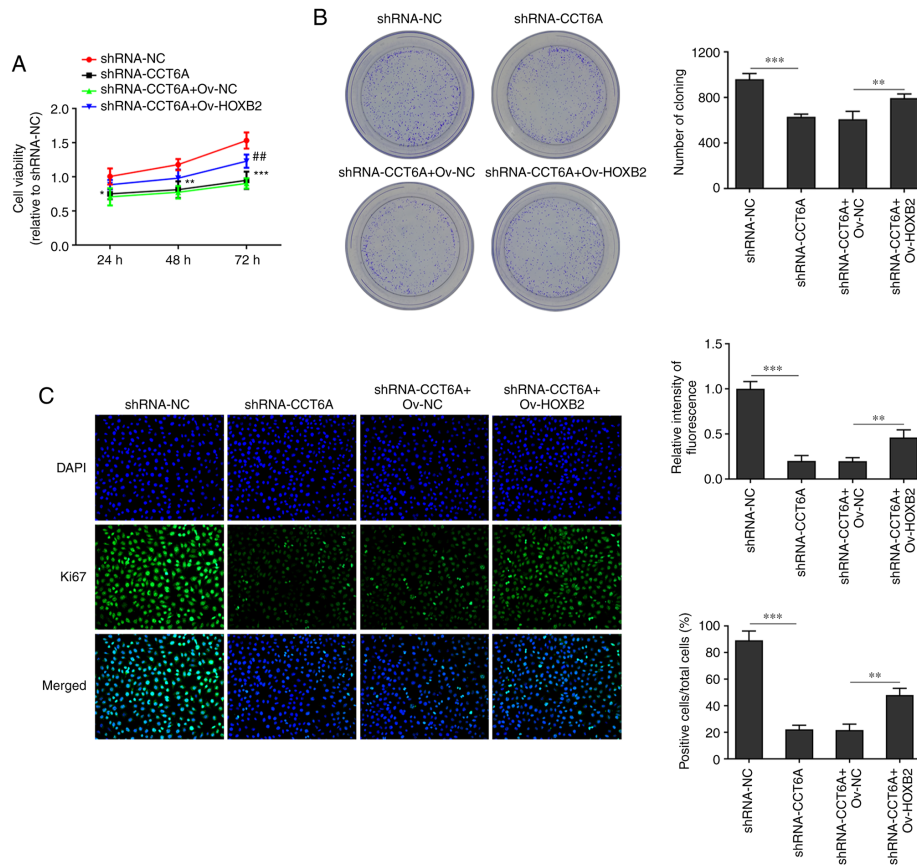 A
shRNA-NC
shRNA-CCT6A
shRNA-CCT6A+Ov-NC
shRNA-CCT6A+Ov-HOXB2
Cell viability
(relative to shRNA-NC)
2.0
1.5
1.0
0.5
0.0
*
**
##
***
24 h
48 h
72 h
B
shRNA-NC
shRNA-CCT6A
shRNA-CCT6A+Ov-NC
shRNA-CCT6A+Ov-HOXB2
Number of cloning
1200
800
400
0
***
**
shRNA-NC
shRNA-CCT6A
shRNA-CCT6A+
Ov-NC
shRNA-CCT6A+
Ov-HOXB2
C
shRNA-NC
shRNA-CCT6A
shRNA-CCT6A+
Ov-NC
shRNA-CCT6A+
Ov-HOXB2
DAPI
Ki67
Merged
Relative intensity of
fluorescence
1.5
1.0
0.5
0.0
***
**
shRNA-NC
shRNA-CCT6A
shRNA-CCT6A+
Ov-NC
shRNA-CCT6A+
Ov-HOXB2
Positive cells/total cells (%)
100
80
60
40
20
0
***
**
shRNA-NC
shRNA-CCT6A
shRNA-CCT6A+
Ov-NC
shRNA-CCT6A+
Ov-HOXB2